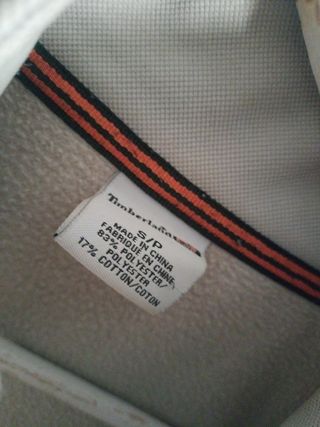 Timberland
S/P
MADE IN CHINA
FABRIQUE EN CHINE
83% POLYESTER/
POLYESTER
17% COTTON/COTON